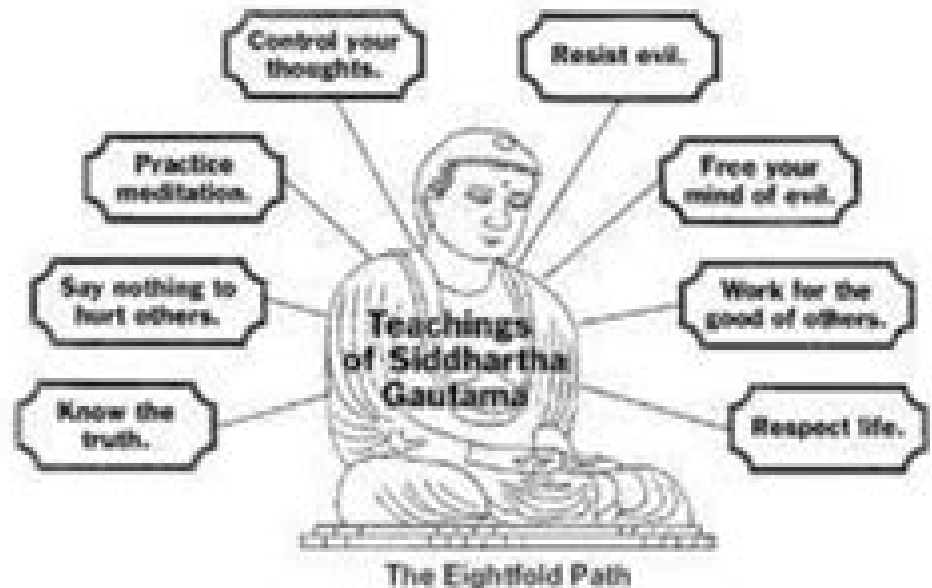 Control your
thoughts.
Resist evil.
Practice
meditation.
Free your
mind of evil.
Say nothing to
hurt others.
Work for the
good of others.
Teachings
of Siddhartha
Gautama
Know the
truth.
Respect life.
The Eightfold Path